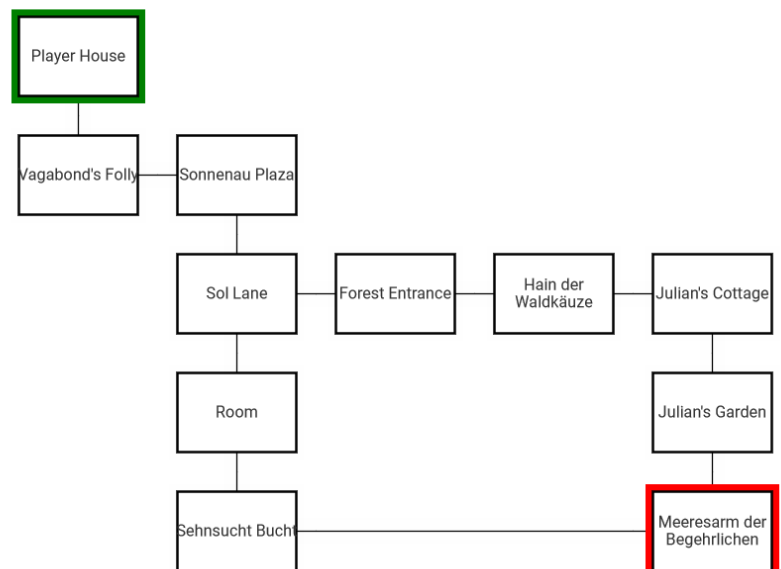 Player House
Vagabond's Folly
Sonnenau Plaza
Sol Lane
Forest Entrance
Hain der
Waldkäuze
Julian's Cottage
Room
Julian's Garden
Sehnsucht Bucht
Meeresarm der
Begehrlichen